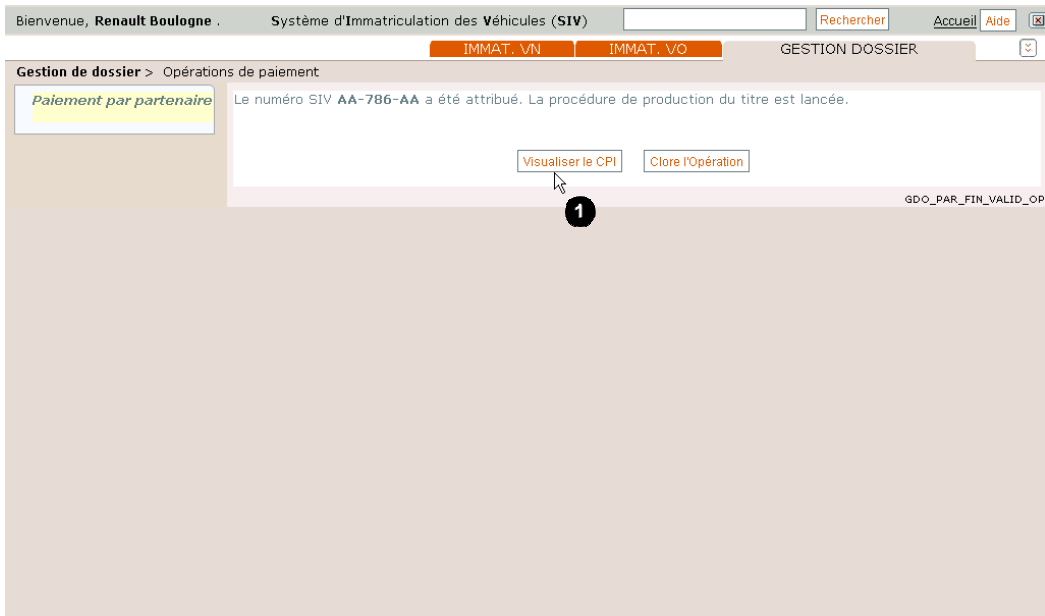 Bienvenue, Renault Boulogne . Système d'Immatriculation des Véhicules (SIV) Rechercher Accueil Aide
IMMAT. VN IMMAT. VO GESTION DOSSIER
Gestion de dossier > Opérations de paiement
Paiement par partenaire
Le numéro SIV AA-786-AA a été attribué. La procédure de production du titre est lancée.
Visualiser le CPI Clore l'Opération
1
GDO_PAR_FIN_VALID_OP